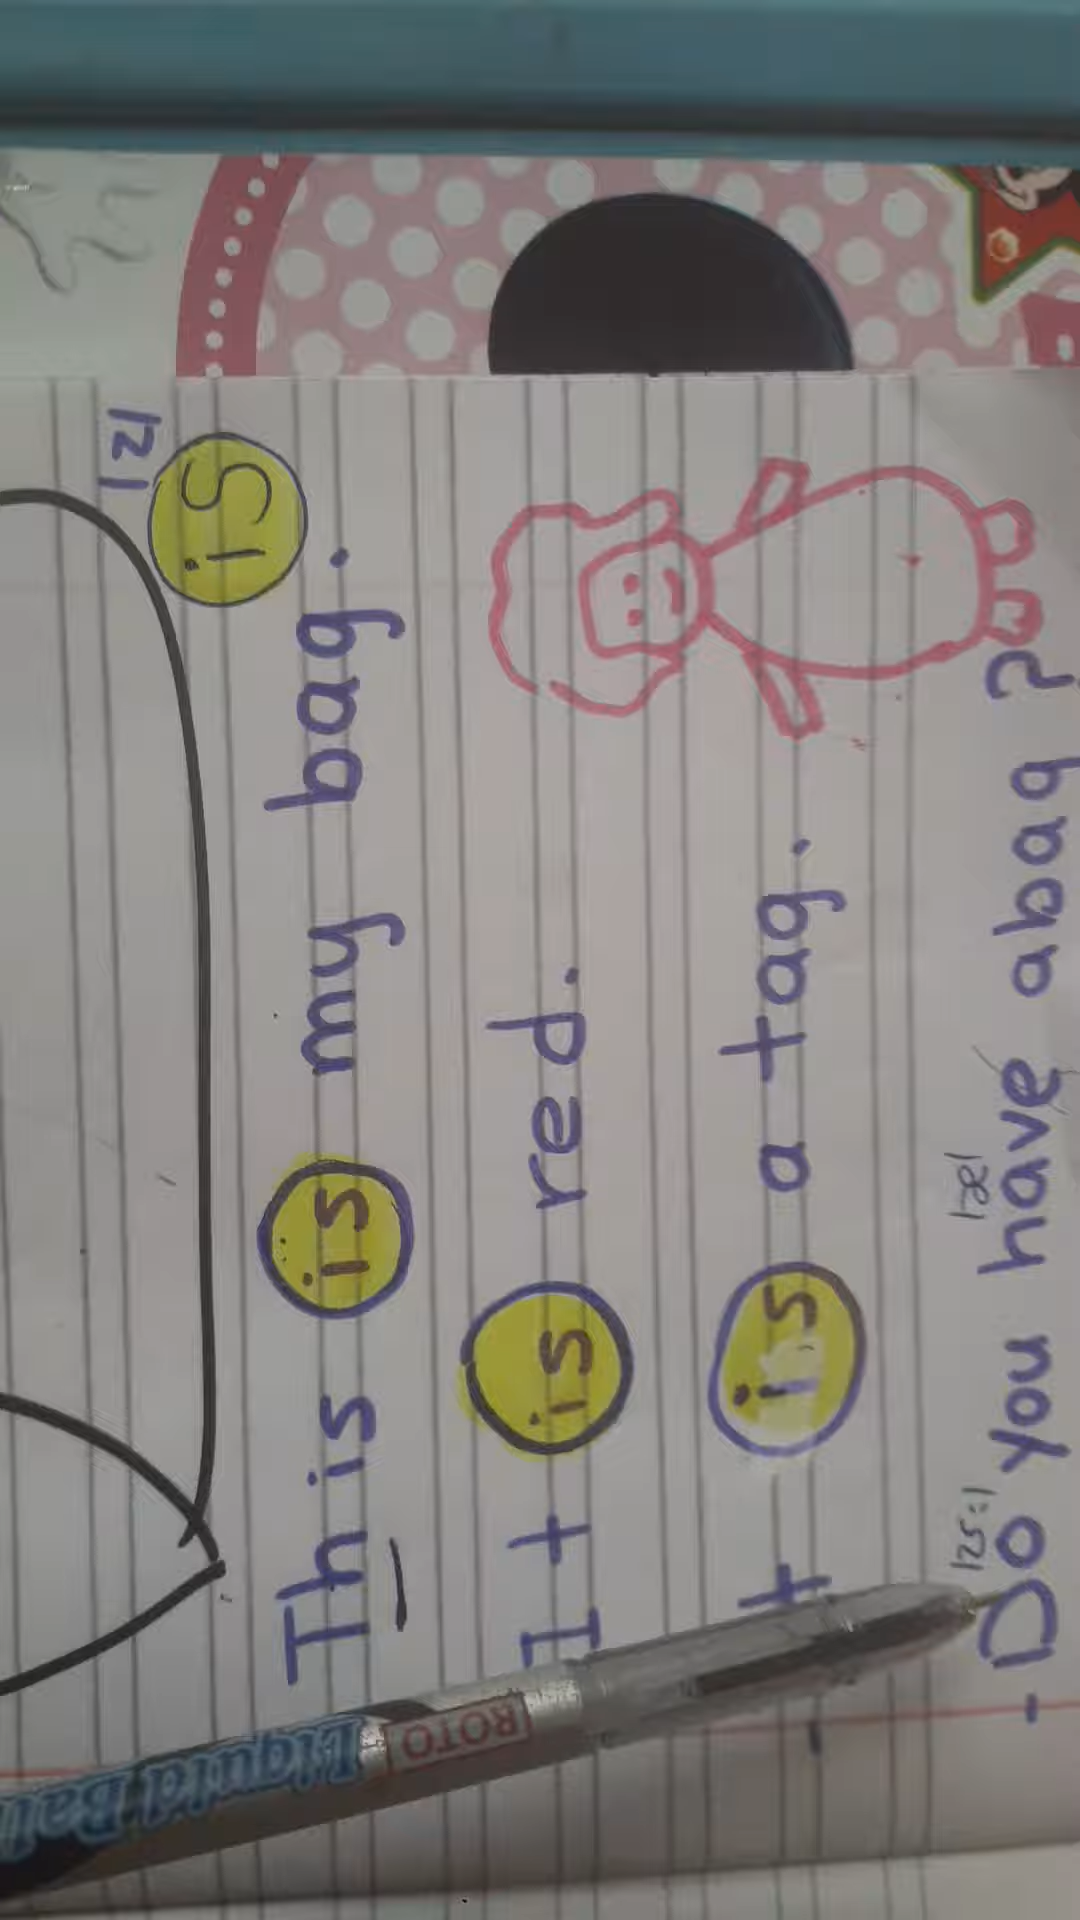 is
|z|
This is my bag.
It is red.
- It is a tag.
|æ|
- Do you have abag ?
ROTO
Liquid Ball